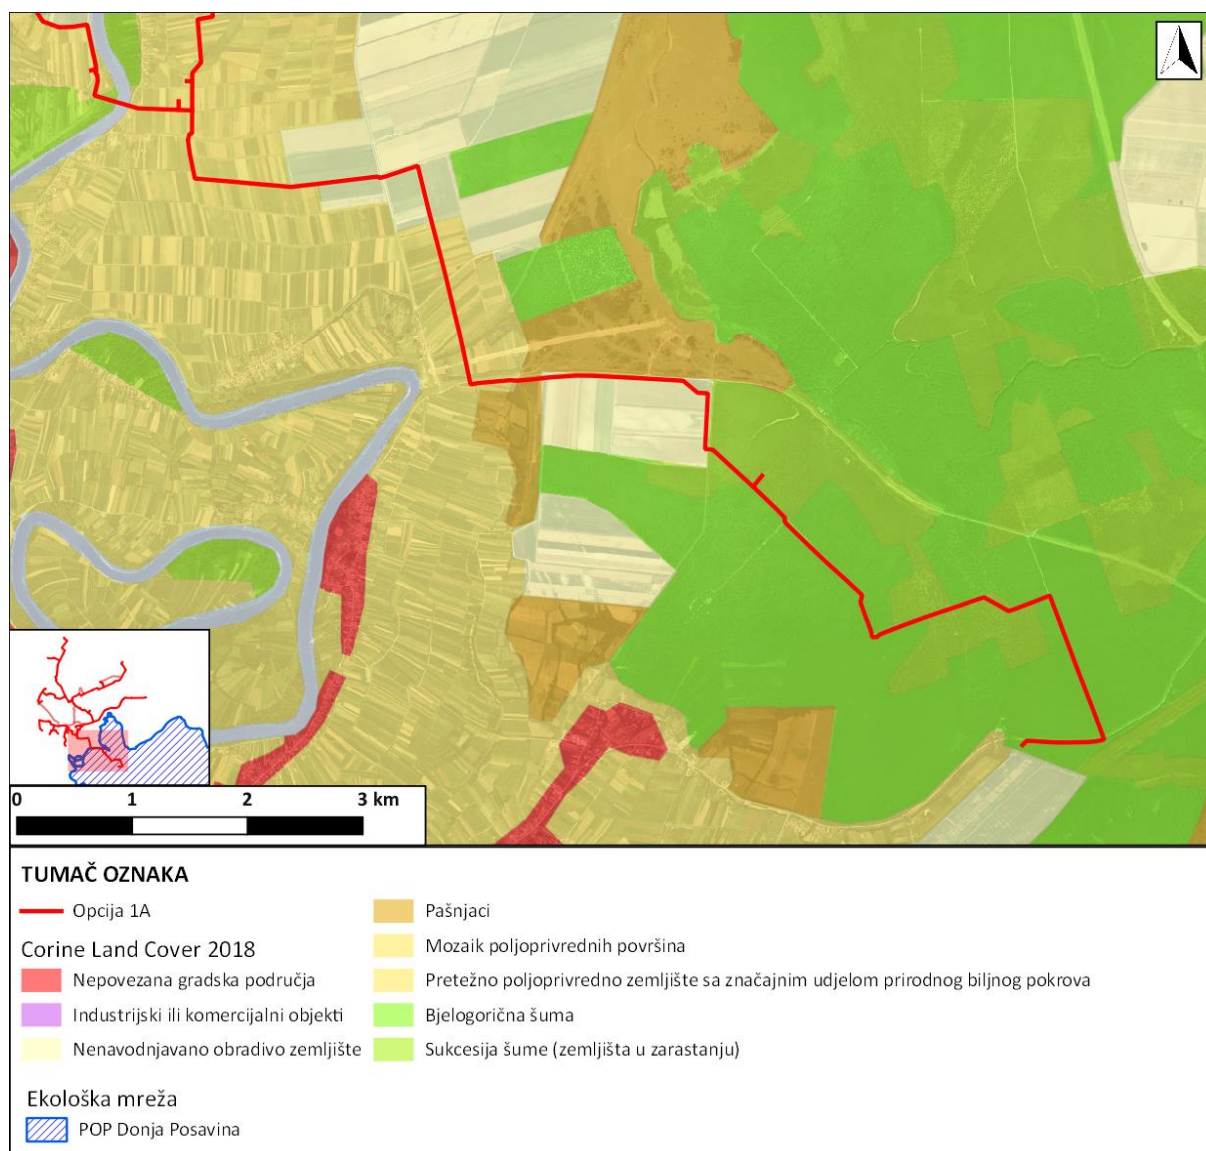 0 1 2 3 km
TUMAČ OZNAKA
Opcija 1A
Corine Land Cover 2018
Nepovezana gradska područja
Industrijski ili komercijalni objekti
Nenavodnjavano obradivo zemljište
Pašnjaci
Mozaik poljoprivrednih površina
Pretežno poljoprivredno zemljište sa značajnim udjelom prirodnog biljnog pokrova
Bjelogorična šuma
Sukcesija šume (zemljišta u zarastanju)
Ekološka mreža
POP Donja Posavina